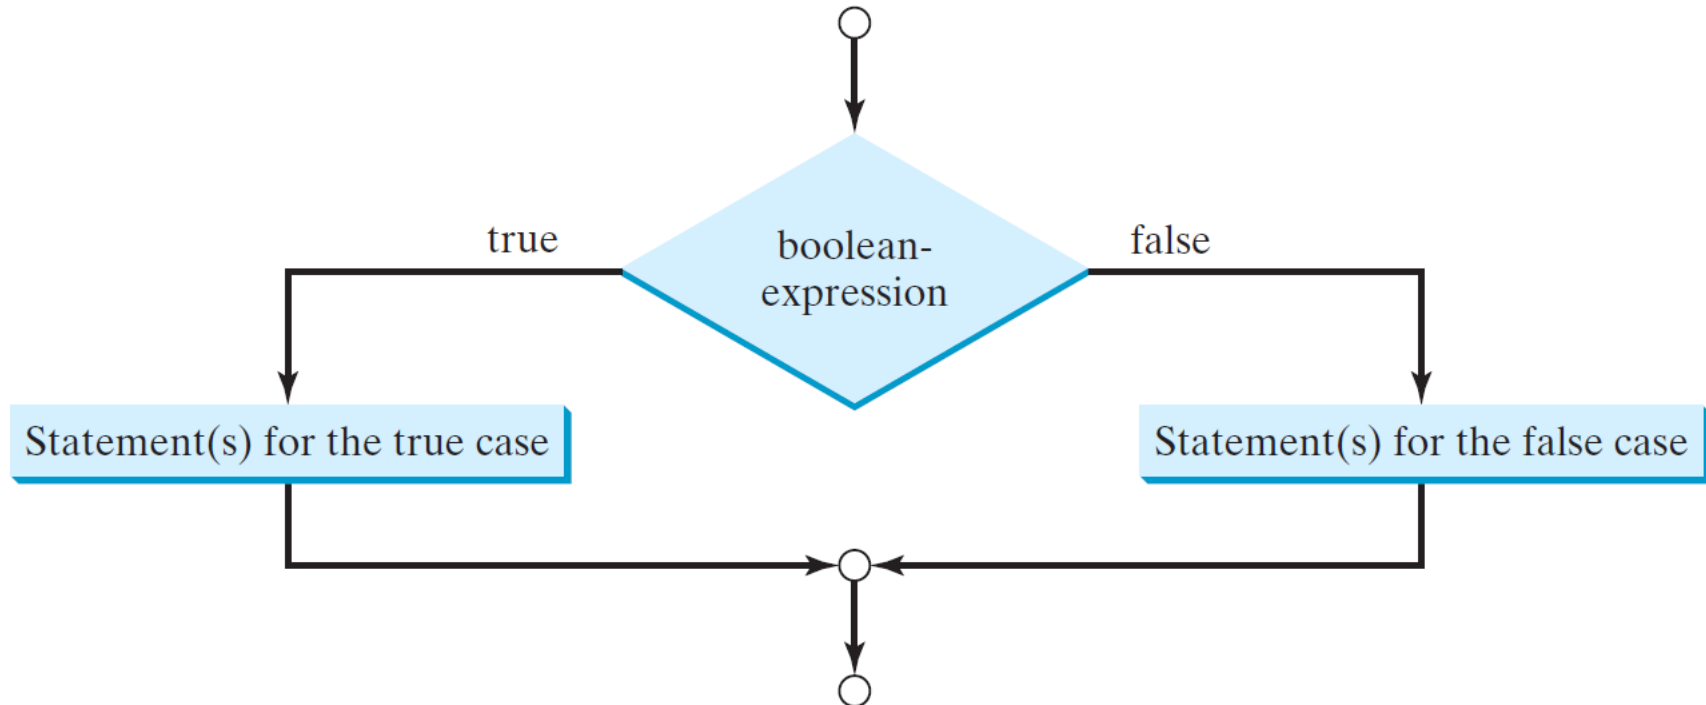 true
boolean-
expression
false
Statement(s) for the true case
Statement(s) for the false case